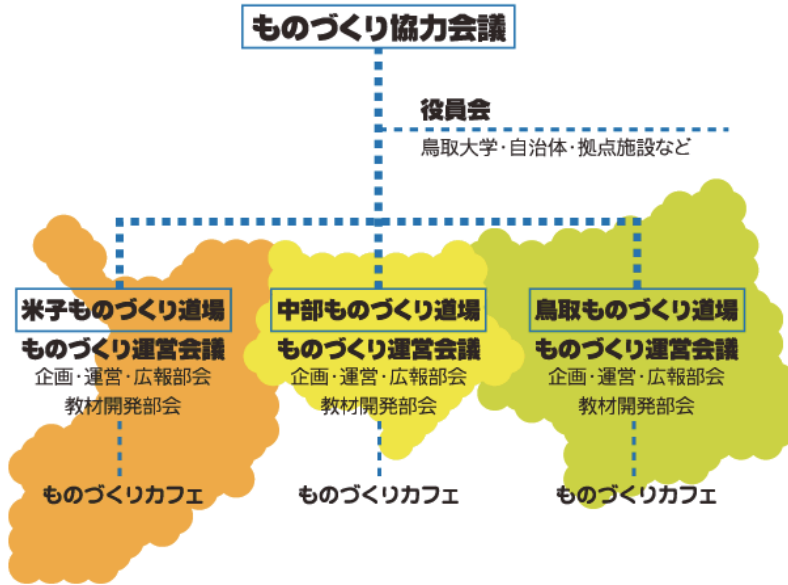 ものづくり協力会議
役員会
鳥取大学・自治体・拠点施設など
米子ものづくり道場
ものづくり運営会議
企画・運営・広報部会
教材開発部会
ものづくりカフェ
中部ものづくり道場
ものづくり運営会議
企画・運営・広報部会
教材開発部会
ものづくりカフェ
鳥取ものづくり道場
ものづくり運営会議
企画・運営・広報部会
教材開発部会
ものづくりカフェ